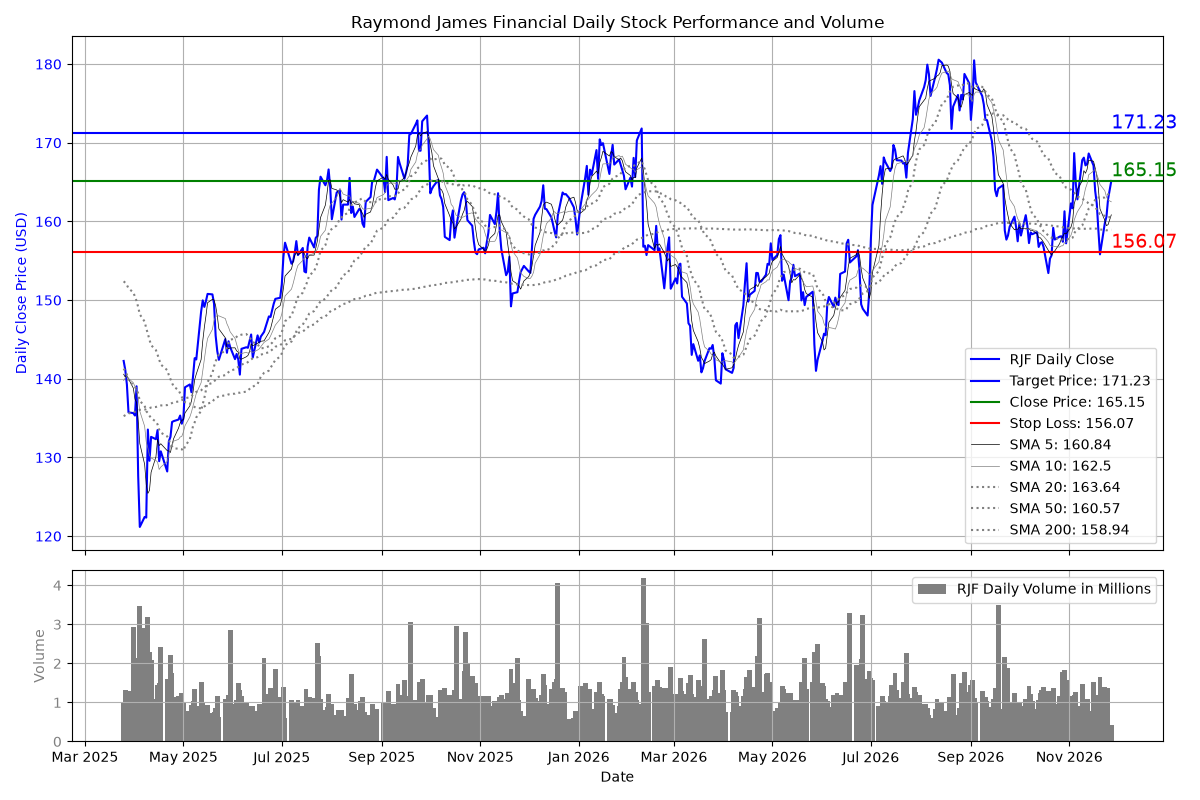 Raymond James Financial Daily Stock Performance and Volume
Daily Close Price (USD)
180
170
160
150
140
130
120
171.23
165.15
156.07
RJF Daily Close
Target Price: 171.23
Close Price: 165.15
Stop Loss: 156.07
SMA 5: 160.84
SMA 10: 162.5
SMA 20: 163.64
SMA 50: 160.57
SMA 200: 158.94
Volume
4
3
2
1
0
RJF Daily Volume in Millions
Mar 2025 May 2025 Jul 2025 Sep 2025 Nov 2025 Jan 2026 Mar 2026 May 2026 Jul 2026 Sep 2026 Nov 2026
Date